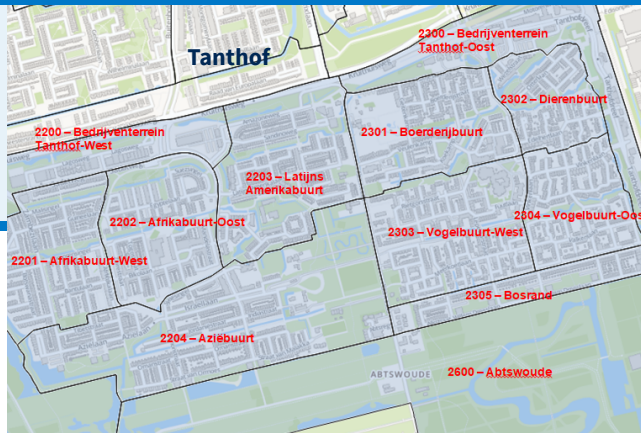 2300 – Bedrijventerrein
Tanthof-Oost
Tanthof
2302 – Dierenbuurt
2200 – Bedrijventerrein
Tanthof-West
2301 – Boerderijbuurt
2203 – Latijns
Amerikabuurt
2202 – Afrikabuurt-Oost
2304 – Vogelbuurt-Oos
2303 – Vogelbuurt-West
2201 – Afrikabuurt-West
2305 – Bosrand
2204 – Aziëbuurt
ABTSWOUDE
2600 – Abtswoude